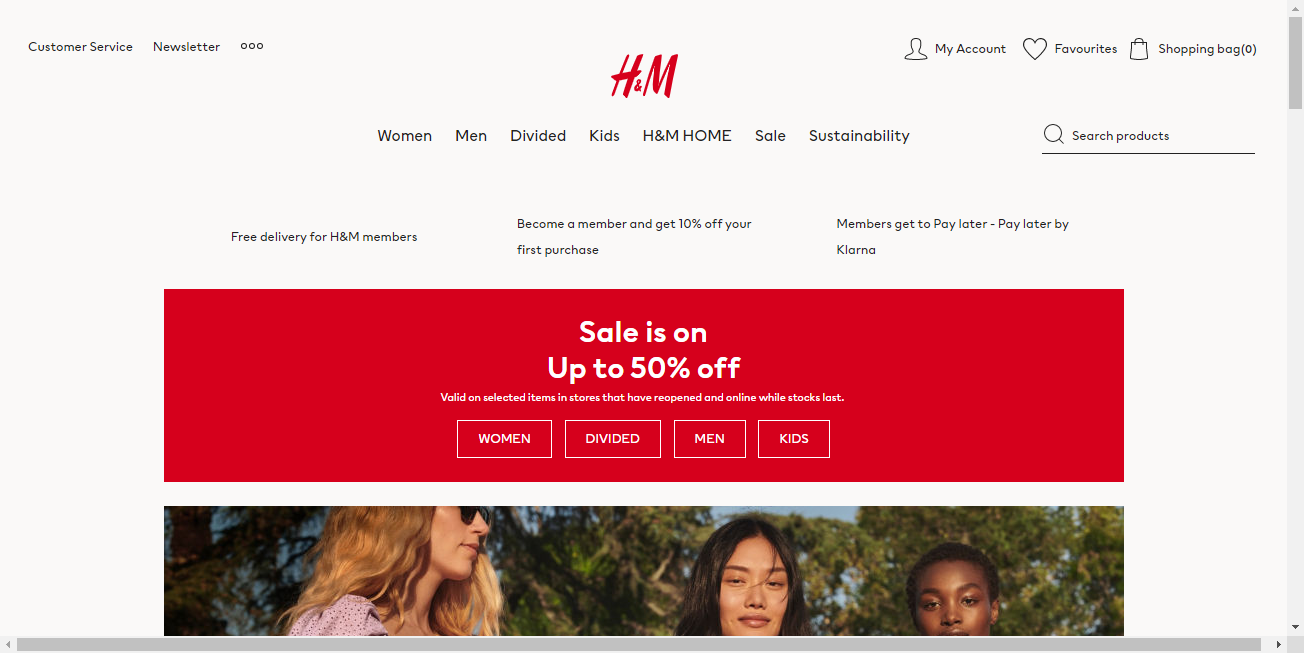 Customer Service
Newsletter
My Account
Favourites
Shopping bag(0)
H&M
Women
Men
Divided
Kids
H&M HOME
Sale
Sustainability
Search products
Free delivery for H&M members
Become a member and get 10% off your
first purchase
Members get to Pay later - Pay later by
Klarna
Sale is on
Up to 50% off
Valid on selected items in stores that have reopened and online while stocks last.
WOMEN
DIVIDED
MEN
KIDS